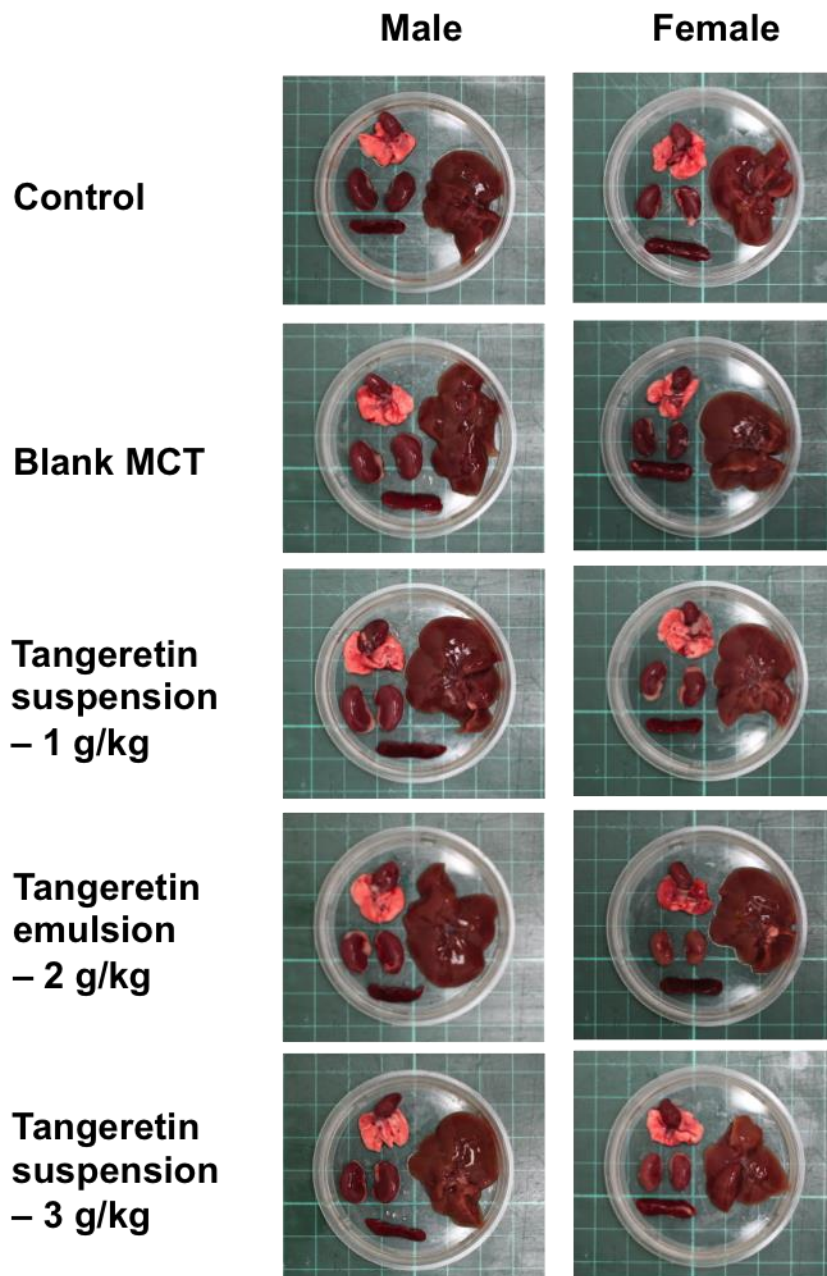 Male Female
Control
Blank MCT
Tangeretin
suspension
– 1 g/kg
Tangeretin
emulsion
– 2 g/kg
Tangeretin
suspension
– 3 g/kg